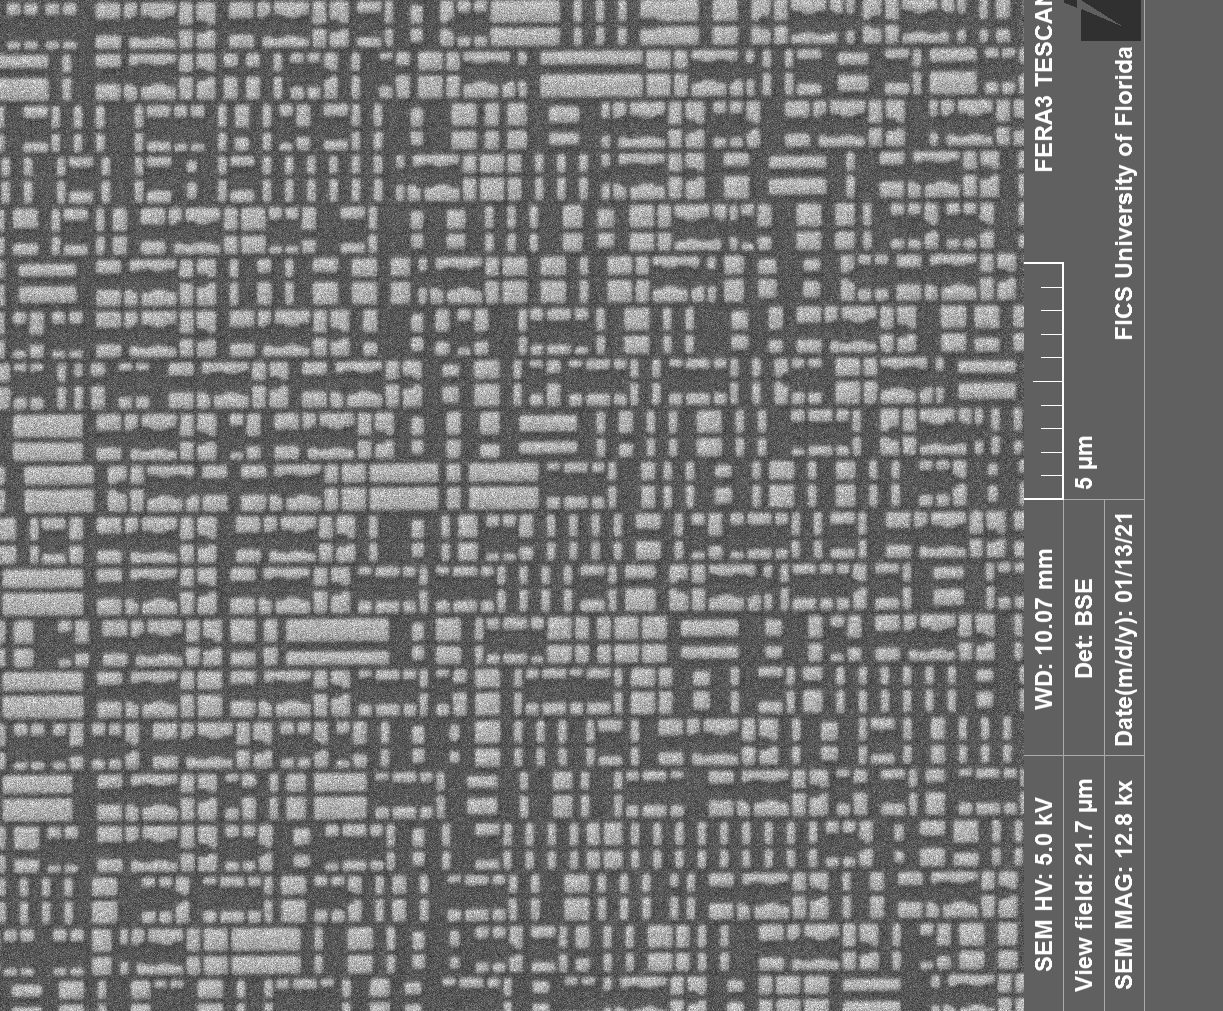 SEM HV: 5.0 kV WD: 10.07 mm FERA3 TESCAN
View field: 21.7 µm Det: BSE 5 µm
SEM MAG: 12.8 kx Date(m/d/y): 01/13/21 FICS University of Florida